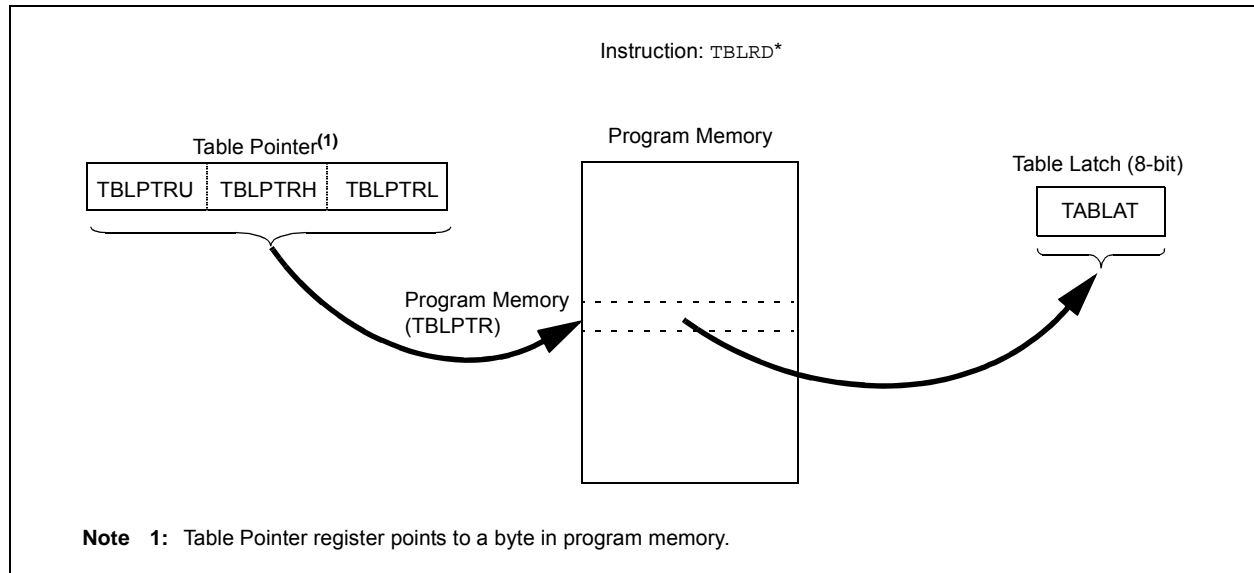 Instruction: TBLRD*
Table Pointer(1)
TBLPTRU TBLPTRH TBLPTRL
Program Memory
Table Latch (8-bit)
TABLAT
Program Memory
(TBLPTR)
Note 1: Table Pointer register points to a byte in program memory.